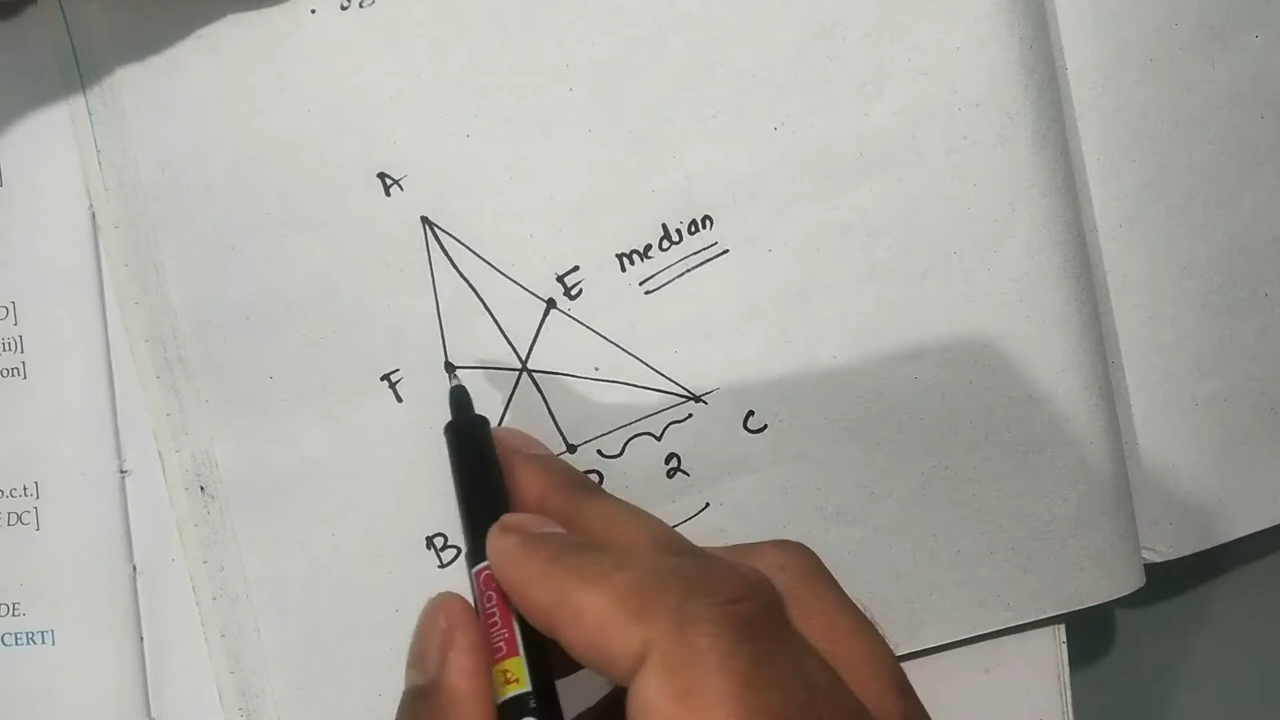 A
E median
F
C
2
B
D]
ii)]
on]
o.c.t.]
DC]
DE.
CERT]
Camlin